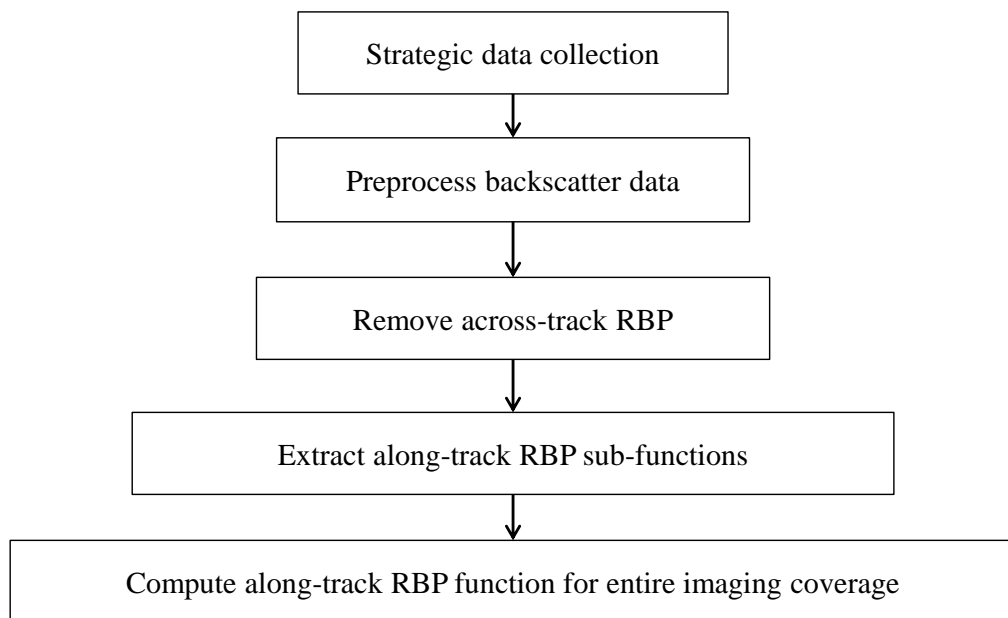 Strategic data collection
Preprocess backscatter data
Remove across-track RBP
Extract along-track RBP sub-functions
Compute along-track RBP function for entire imaging coverage